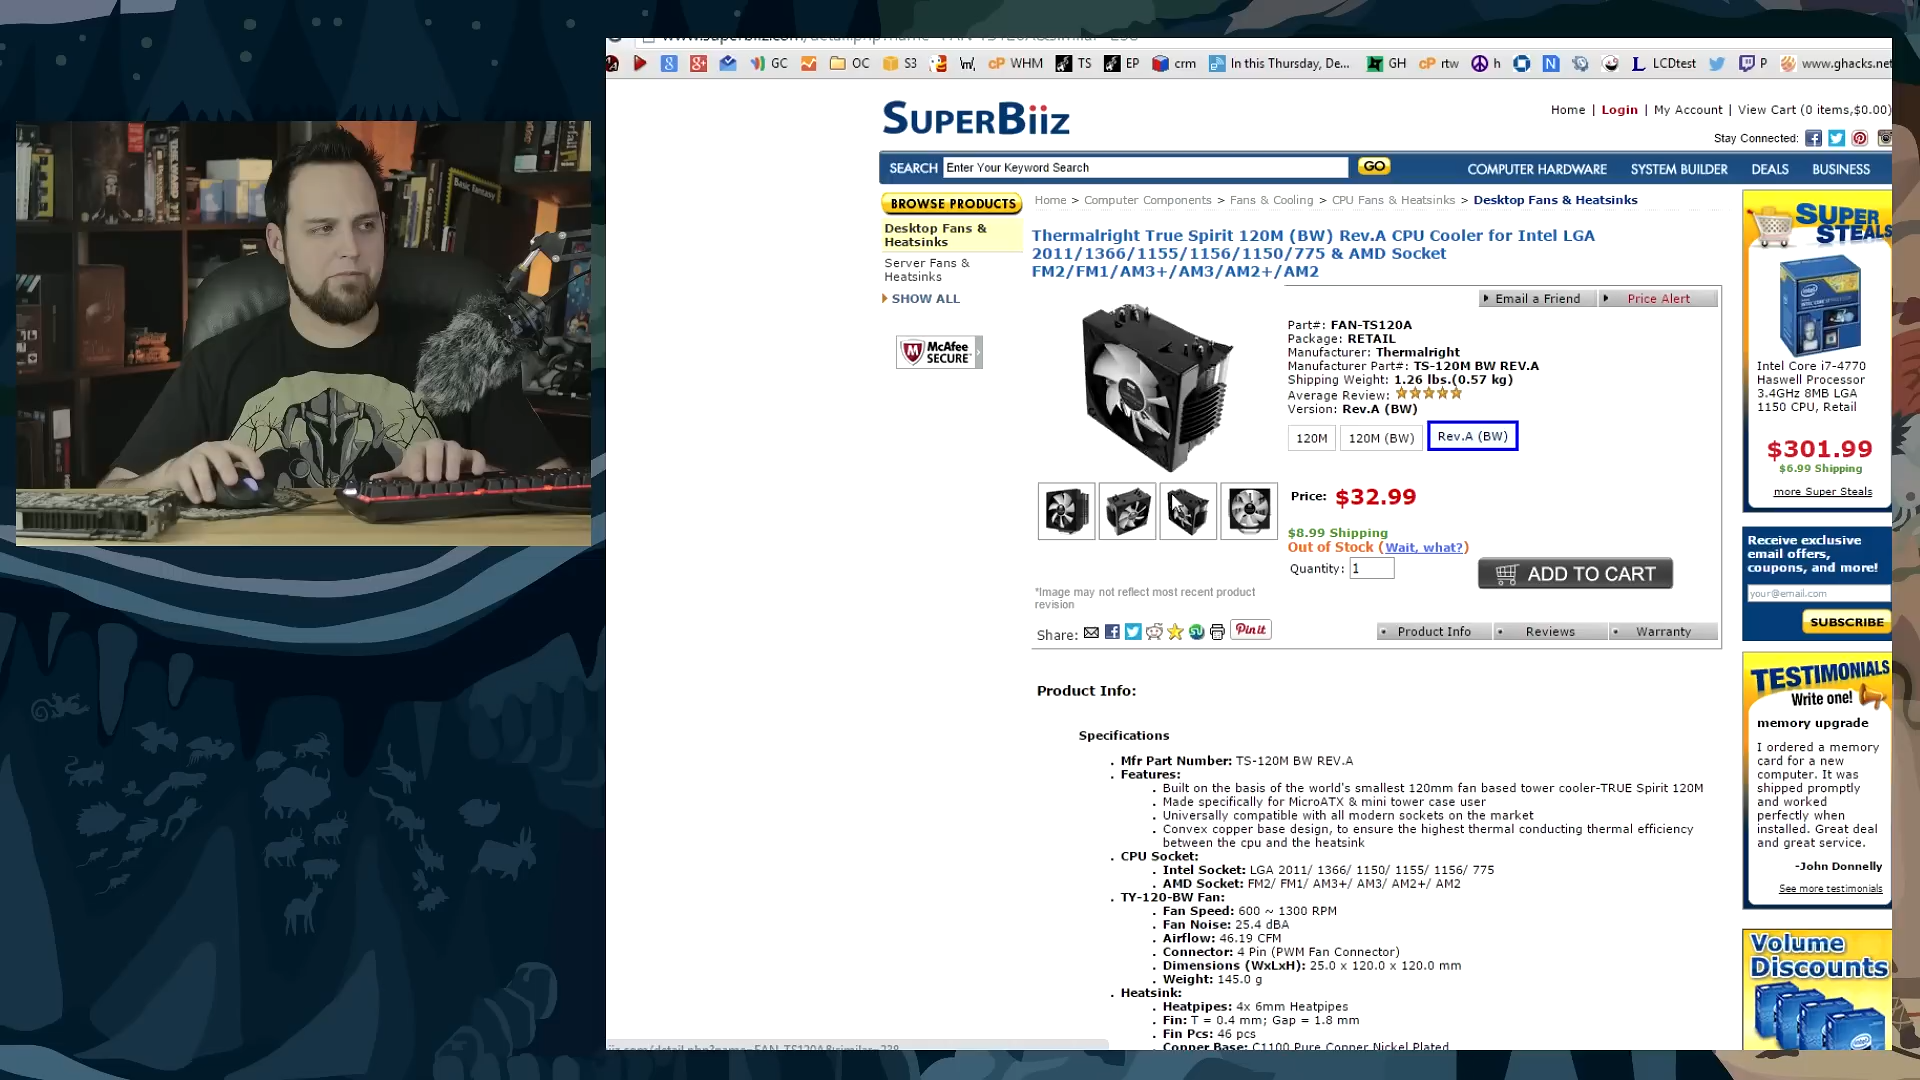 GC
OC
S3
WHM
TS
EP
crm
In this Thursday, De...
GH
rtw
h
LCDtest
P
www.ghacks.net
SUPERBiiZ
Home | Login | My Account | View Cart (0 items,$0.00)
Stay Connected:
SEARCH Enter Your Keyword Search GO COMPUTER HARDWARE SYSTEM BUILDER DEALS BUSINESS
BROWSE PRODUCTS
Desktop Fans &
Heatsinks
Server Fans &
Heatsinks
SHOW ALL
McAfee
SECURE
Home > Computer Components > Fans & Cooling > CPU Fans & Heatsinks > Desktop Fans & Heatsinks
Thermalright True Spirit 120M (BW) Rev.A CPU Cooler for Intel LGA
2011/1366/1155/1156/1150/775 & AMD Socket
FM2/FM1/AM3+/AM3/AM2+/AM2
Email a Friend Price Alert
Part#: FAN-TS120A
Package: RETAIL
Manufacturer: Thermalright
Manufacturer Part#: TS-120M BW REV.A
Shipping Weight: 1.26 lbs.(0.57 kg)
Average Review:
Version: Rev.A (BW)
120M 120M (BW) Rev.A (BW)
Price: $32.99
$8.99 Shipping
Out of Stock (Wait, what?)
Quantity: 1
ADD TO CART
*Image may not reflect most recent product
revision
Share: Pin it
Product Info Reviews Warranty
Product Info:
Specifications
. Mfr Part Number: TS-120M BW REV.A
. Features:
. Built on the basis of the world's smallest 120mm fan based tower cooler-TRUE Spirit 120M
. Made specifically for MicroATX & mini tower case user
. Universally compatible with all modern sockets on the market
. Convex copper base design, to ensure the highest thermal conducting thermal efficiency
between the cpu and the heatsink
. CPU Socket:
. Intel Socket: LGA 2011/ 1366/ 1150/ 1155/ 1156/ 775
. AMD Socket: FM2/ FM1/ AM3+/ AM3/ AM2+/ AM2
. TY-120-BW Fan:
. Fan Speed: 600 ~ 1300 RPM
. Fan Noise: 25.4 dBA
. Airflow: 46.19 CFM
. Connector: 4 Pin (PWM Fan Connector)
. Dimensions (WxLxH): 25.0 x 120.0 x 120.0 mm
. Weight: 145.0 g
. Heatsink:
. Heatpipes: 4x 6mm Heatpipes
. Fin: T = 0.4 mm; Gap = 1.8 mm
. Fin Pcs: 46 pcs
. Copper Base: C1100 Pure Copper Nickel Plated
SUPER
STEALS
Intel Core i7-4770
Haswell Processor
3.4GHz 8MB LGA
1150 CPU, Retail
$301.99
$6.99 Shipping
more Super Steals
Receive exclusive
email offers,
coupons, and more!
your@email.com
SUBSCRIBE
TESTIMONIALS
Write one!
memory upgrade
I ordered a memory
card for a new
computer. It was
shipped promptly
and worked
perfectly when
installed. Great deal
and great service.
-John Donnelly
See more testimonials
Volume
Discounts
Basic Fantasy